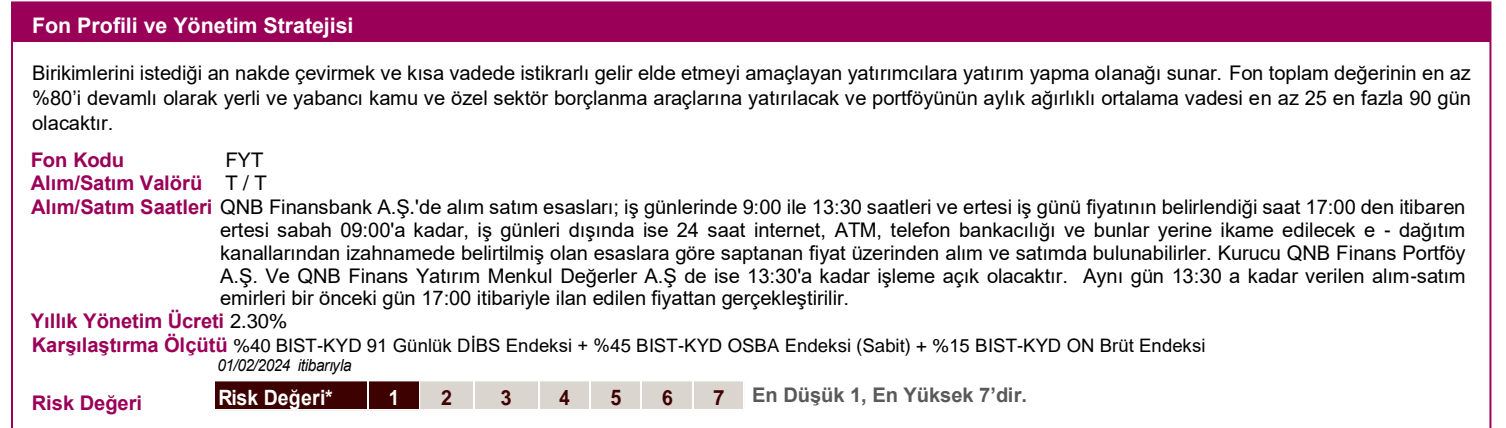 Fon Profili ve Yönetim Stratejisi
Birikimlerini istediği an nakde çevirmek ve kısa vadede istikrarlı gelir elde etmeyi amaçlayan yatırımcılara yatırım yapma olanağı sunar. Fon toplam değerinin en az
%80’i devamlı olarak yerli ve yabancı kamu ve özel sektör borçlanma araçlarına yatırılacak ve portföyünün aylık ağırlıklı ortalama vadesi en az 25 en fazla 90 gün
olacaktır.
Fon Kodu FYT
Alım/Satım Valörü T / T
Alım/Satım Saatleri QNB Finansbank A.Ş.'de alım satım esasları; iş günlerinde 9:00 ile 13:30 saatleri ve ertesi iş günü fiyatının belirlendiği saat 17:00 den itibaren
ertesi sabah 09:00'a kadar, iş günleri dışında ise 24 saat internet, ATM, telefon bankacılığı ve bunlar yerine ikame edilecek e - dağıtım
kanallarından izahnamede belirtilmiş olan esaslara göre saptanan fiyat üzerinden alım ve satımda bulunabilirler. Kurucu QNB Finans Portföy
A.Ş. Ve QNB Finans Yatırım Menkul Değerler A.Ş de ise 13:30'a kadar işleme açık olacaktır. Aynı gün 13:30 a kadar verilen alım-satım
emirleri bir önceki gün 17:00 itibariyle ilan edilen fiyattan gerçekleştirilir.
Yıllık Yönetim Ücreti 2.30%
Karşılaştırma Ölçütü %40 BIST-KYD 91 Günlük DİBS Endeksi + %45 BIST-KYD OSBA Endeksi (Sabit) + %15 BIST-KYD ON Brüt Endeksi
01/02/2024 itibarıyla
Risk Değeri Risk Değeri* 1 2 3 4 5 6 7 En Düşük 1, En Yüksek 7’dir.